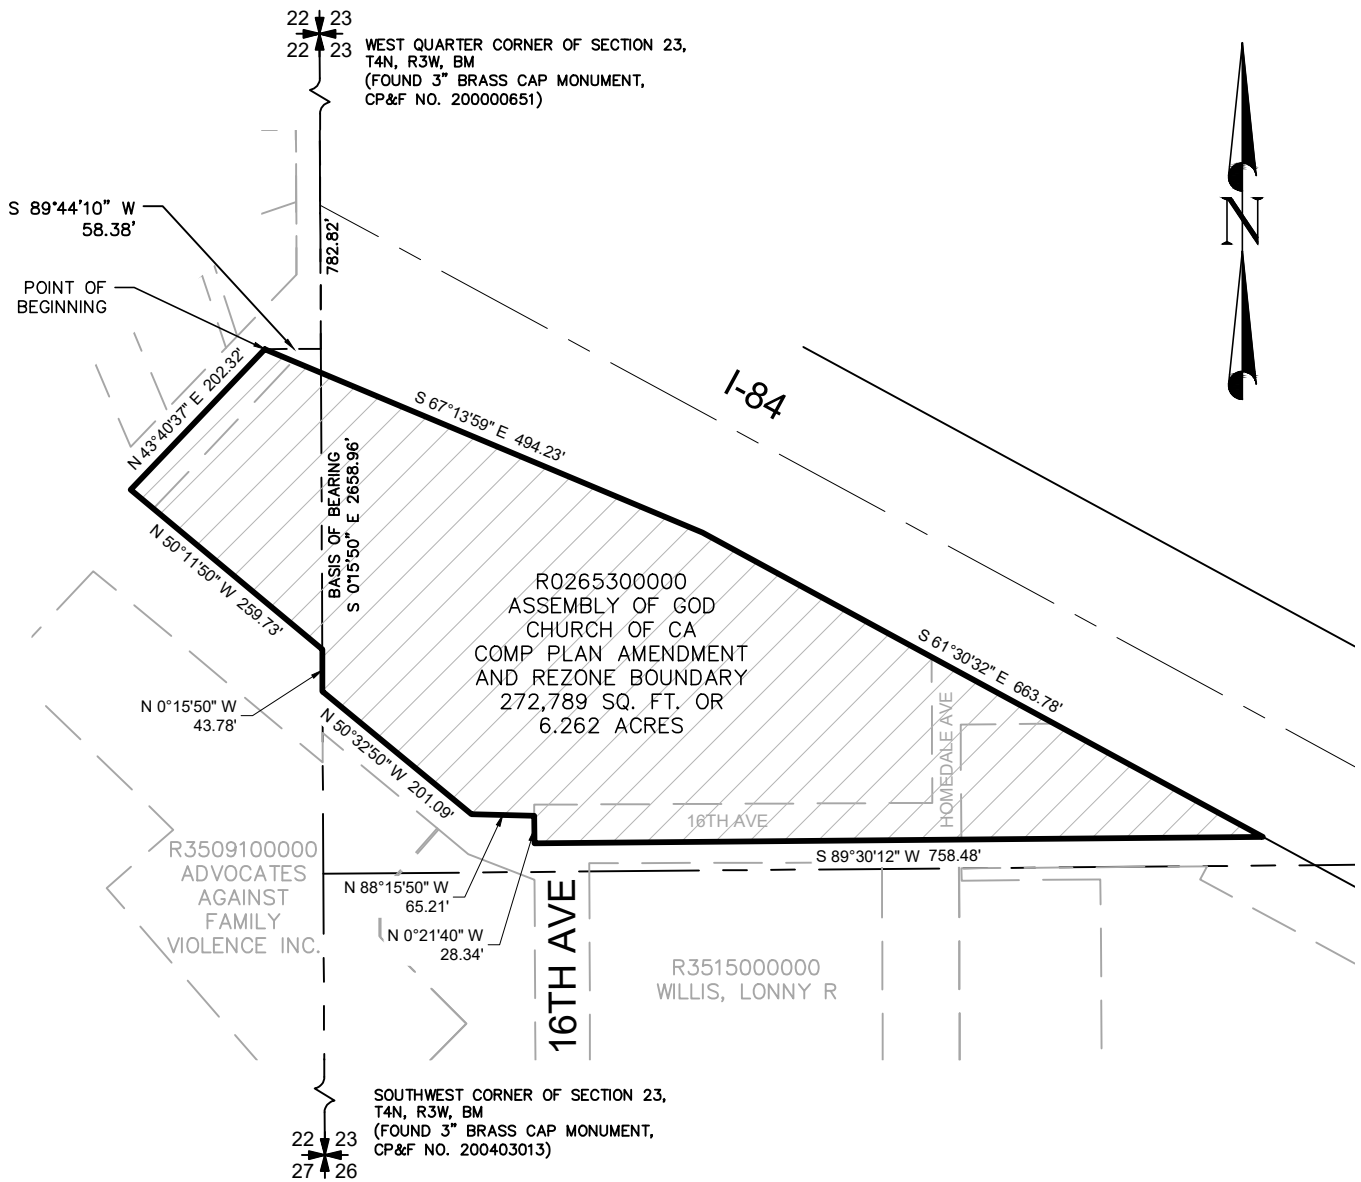 22 23
22 23
WEST QUARTER CORNER OF SECTION 23,
T4N, R3W, BM
(FOUND 3" BRASS CAP MONUMENT,
CP&F NO. 200000651)
S 89°44'10" W
58.38'
782.82'
N
POINT OF
BEGINNING
I-84
N 43°40'37" E 202.32'
S 67°13'59" E 494.23'
BASIS OF BEARING
S 0°15'50" E 2658.96'
N 50°11'50" W 259.73'
R0265300000
ASSEMBLY OF GOD
CHURCH OF CA
COMP PLAN AMENDMENT
AND REZONE BOUNDARY
272,789 SQ. FT. OR
6.262 ACRES
S 61°30'32" E 663.78'
N 0°15'50" W
43.78'
N 50°32'50" W 201.09'
HOMEDALE AVE
16TH AVE
S 89°30'12" W 758.48'
R3509100000
ADVOCATES
AGAINST
FAMILY
VIOLENCE INC.
N 88°15'50" W
65.21'
N 0°21'40" W
28.34'
16TH AVE
R3515000000
WILLIS, LONNY R
SOUTHWEST CORNER OF SECTION 23,
T4N, R3W, BM
(FOUND 3" BRASS CAP MONUMENT,
CP&F NO. 200403013)
22 23
27 26